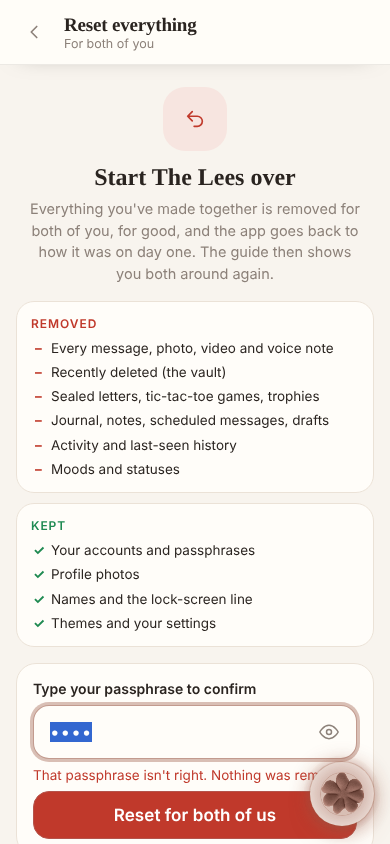 Reset everything
For both of you
Start The Lees over
Everything you've made together is removed for
both of you, for good, and the app goes back to
how it was on day one. The guide then shows
you both around again.
REMOVED
– Every message, photo, video and voice note
– Recently deleted (the vault)
– Sealed letters, tic-tac-toe games, trophies
– Journal, notes, scheduled messages, drafts
– Activity and last-seen history
– Moods and statuses
KEPT
✓ Your accounts and passphrases
✓ Profile photos
✓ Names and the lock-screen line
✓ Themes and your settings
Type your passphrase to confirm
••••
That passphrase isn't right. Nothing was
Reset for both of us